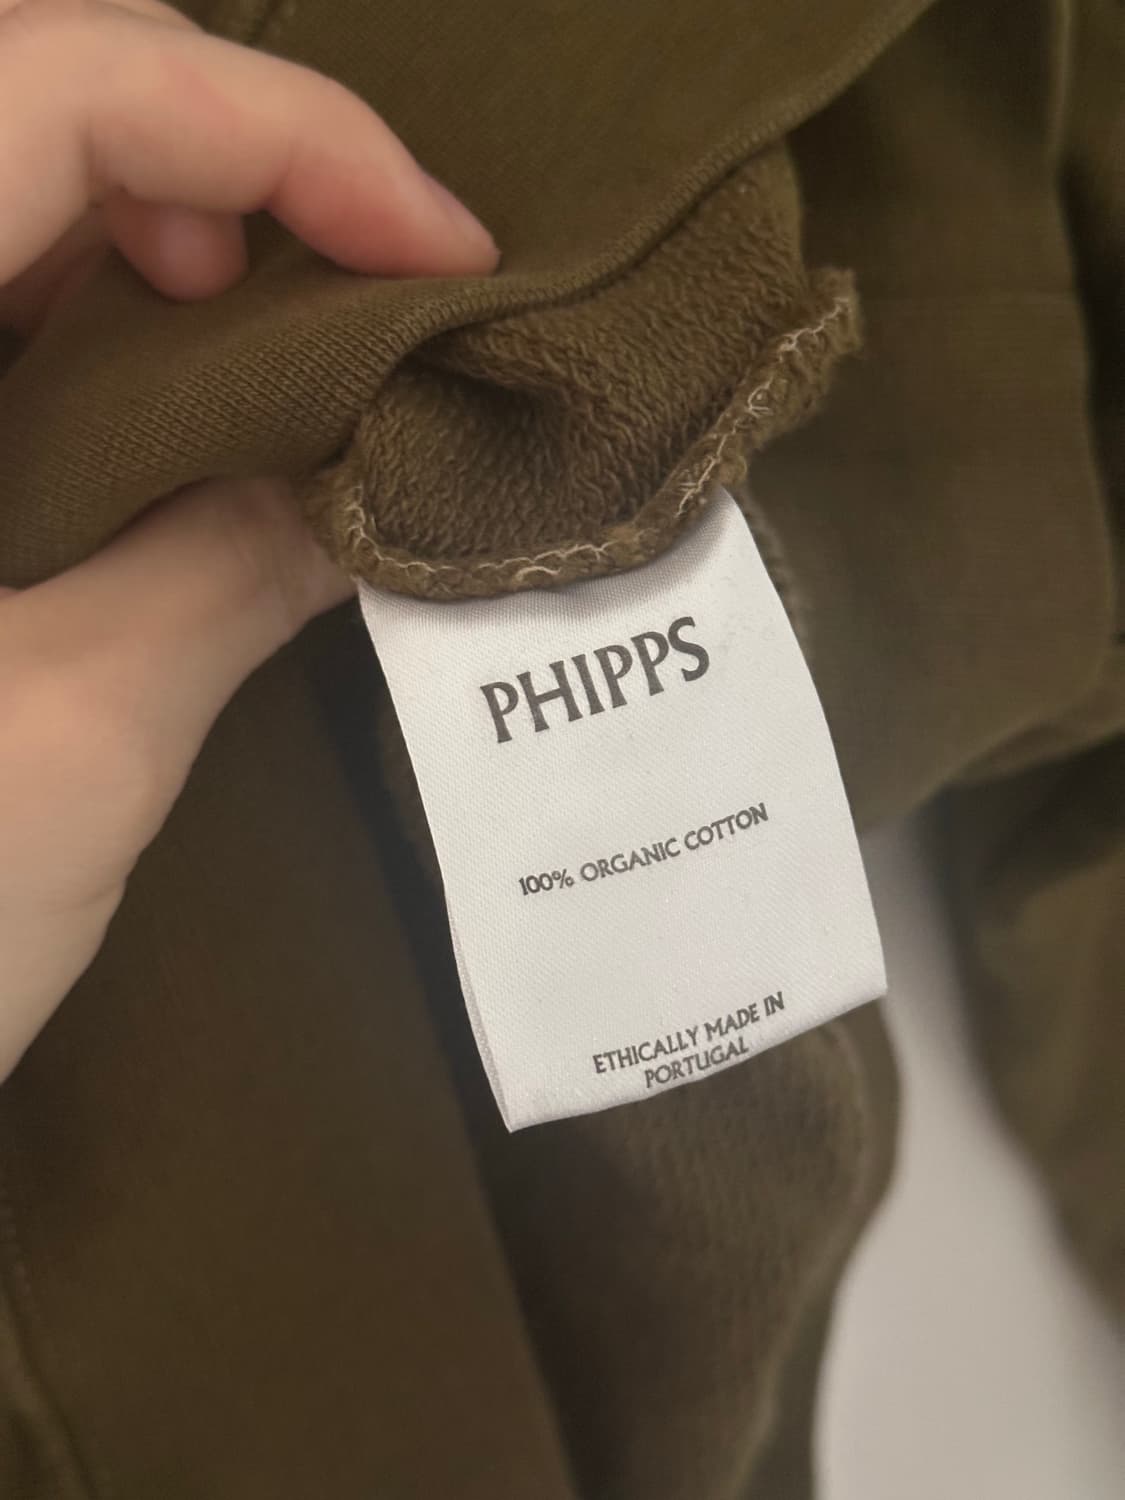 PHIPPS
100% ORGANIC COTTON
ETHICALLY MADE IN
PORTUGAL